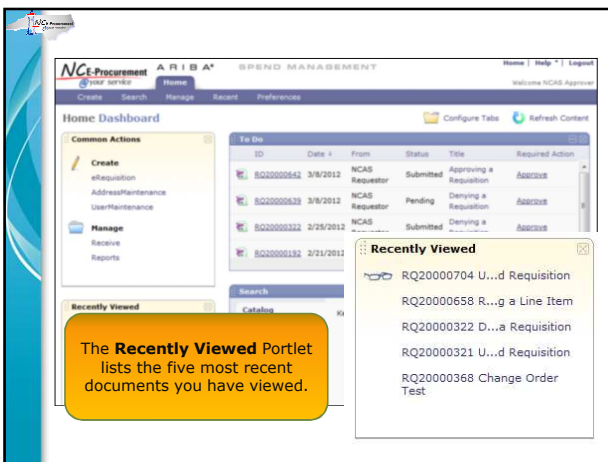 NC E-Procurement
NC E-Procurement
@your service
ARIBA
SPEND MANAGEMENT
Home | Help | Logout
Welcome NCAS Approver
Home
Create Search Manage Recent Preferences
Home Dashboard
Configure Tabs Refresh Content
Common Actions
Create
eRequisition
AddressMaintenance
UserMaintenance
Manage
Receive
Reports
Recently Viewed
To Do
ID Date From Status Title Required Action
RQ20000642 3/8/2012 NCAS Requestor Submitted Approving a Requisition Approve
RQ20000639 3/8/2012 NCAS Requestor Pending Denying a Requisition Approve
RQ20000322 2/25/2012 NCAS Submitted Denying a Approve
RQ20000192 2/21/2012
Search
Catalog
Recently Viewed
RQ20000704 U...d Requisition
RQ20000658 R...g a Line Item
RQ20000322 D...a Requisition
RQ20000321 U...d Requisition
RQ20000368 Change Order
Test
The Recently Viewed Portlet
lists the five most recent
documents you have viewed.